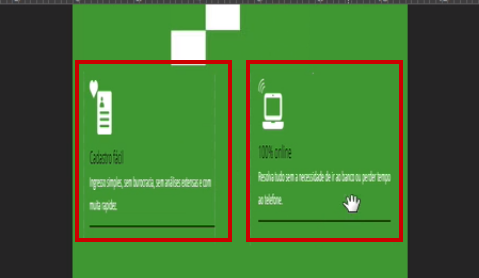 Cadastro fácil
Ingresso simples, sem burocracia, sem análises extensas e com
muita rapidez.
100% online
Resolva tudo sem a necessidade de ir ao banco ou perder tempo
ao telefone.